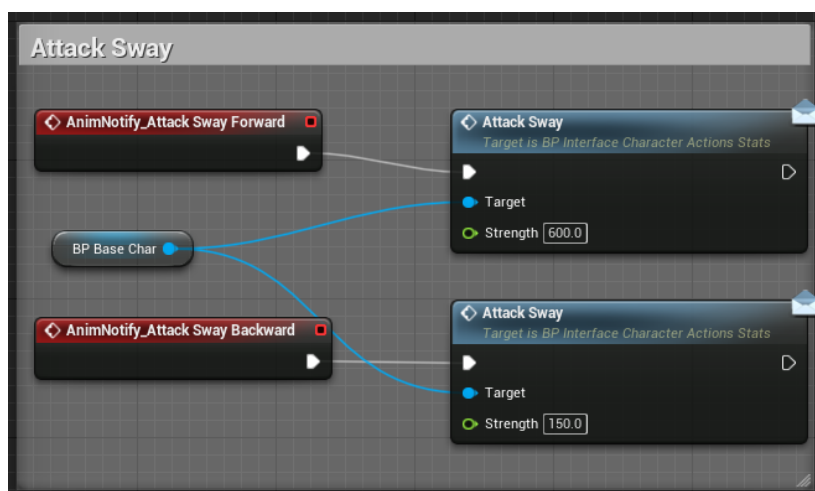 Attack Sway
AnimNotify_Attack Sway Forward
Attack Sway
Target is BP Interface Character Actions Stats
Target
Strength 600.0
BP Base Char
AnimNotify_Attack Sway Backward
Attack Sway
Target is BP Interface Character Actions Stats
Target
Strength 150.0